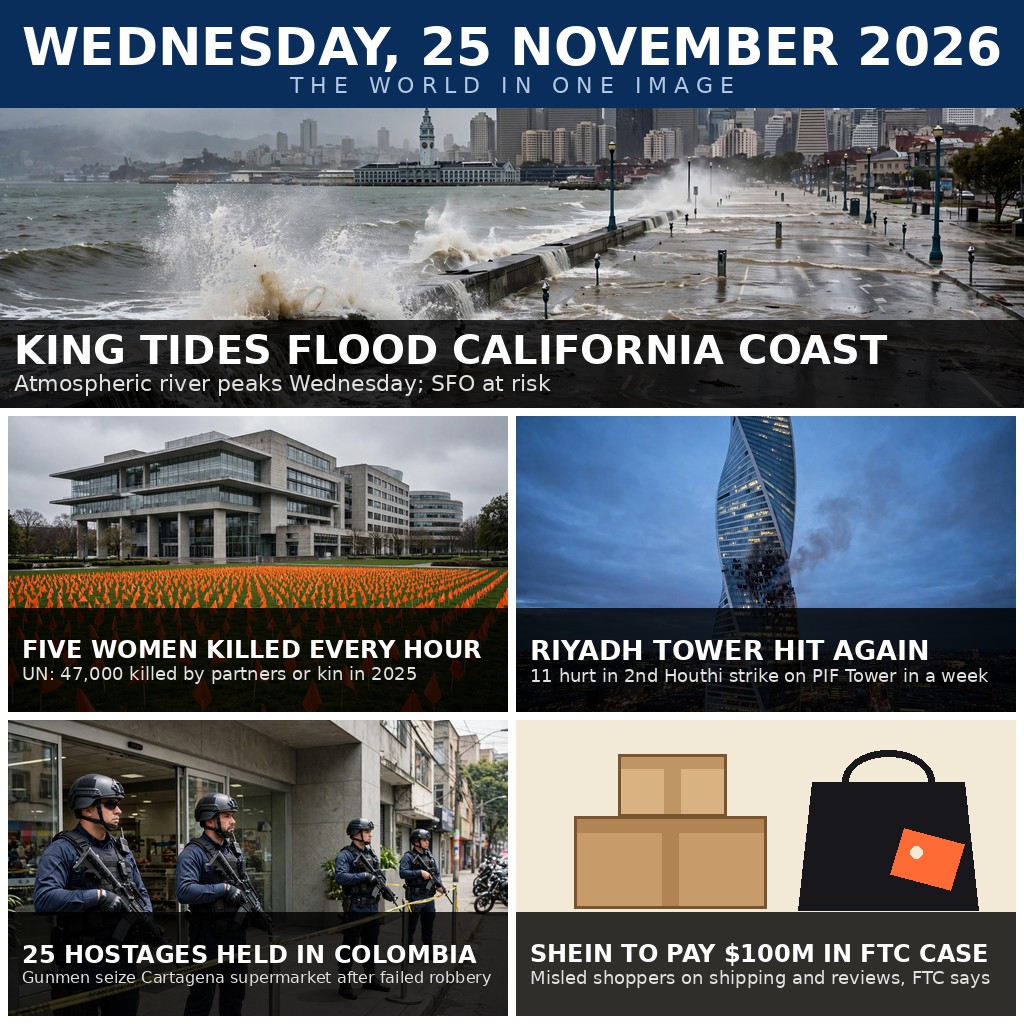 WEDNESDAY, 25 NOVEMBER 2026
THE WORLD IN ONE IMAGE
KING TIDES FLOOD CALIFORNIA COAST
Atmospheric river peaks Wednesday; SFO at risk
FIVE WOMEN KILLED EVERY HOUR
UN: 47,000 killed by partners or kin in 2025
RIYADH TOWER HIT AGAIN
11 hurt in 2nd Houthi strike on PIF Tower in a week
25 HOSTAGES HELD IN COLOMBIA
Gunmen seize Cartagena supermarket after failed robbery
SHEIN TO PAY $100M IN FTC CASE
Misled shoppers on shipping and reviews, FTC says